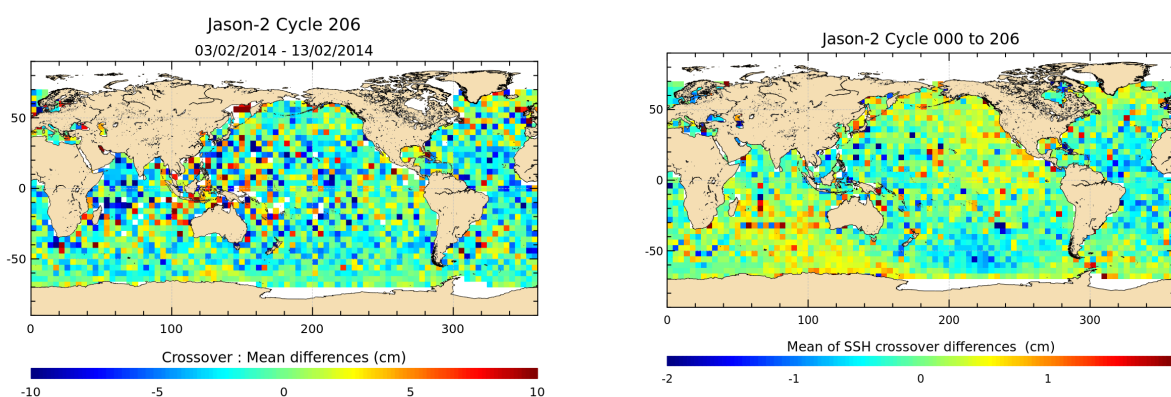 Jason-2 Cycle 206
03/02/2014 - 13/02/2014
50
0
-50
0 100 200 300
Crossover : Mean differences (cm)
-10 -5 0 5 10
Jason-2 Cycle 000 to 206
50
0
-50
0 100 200 300
Mean of SSH crossover differences (cm)
-2 -1 0 1